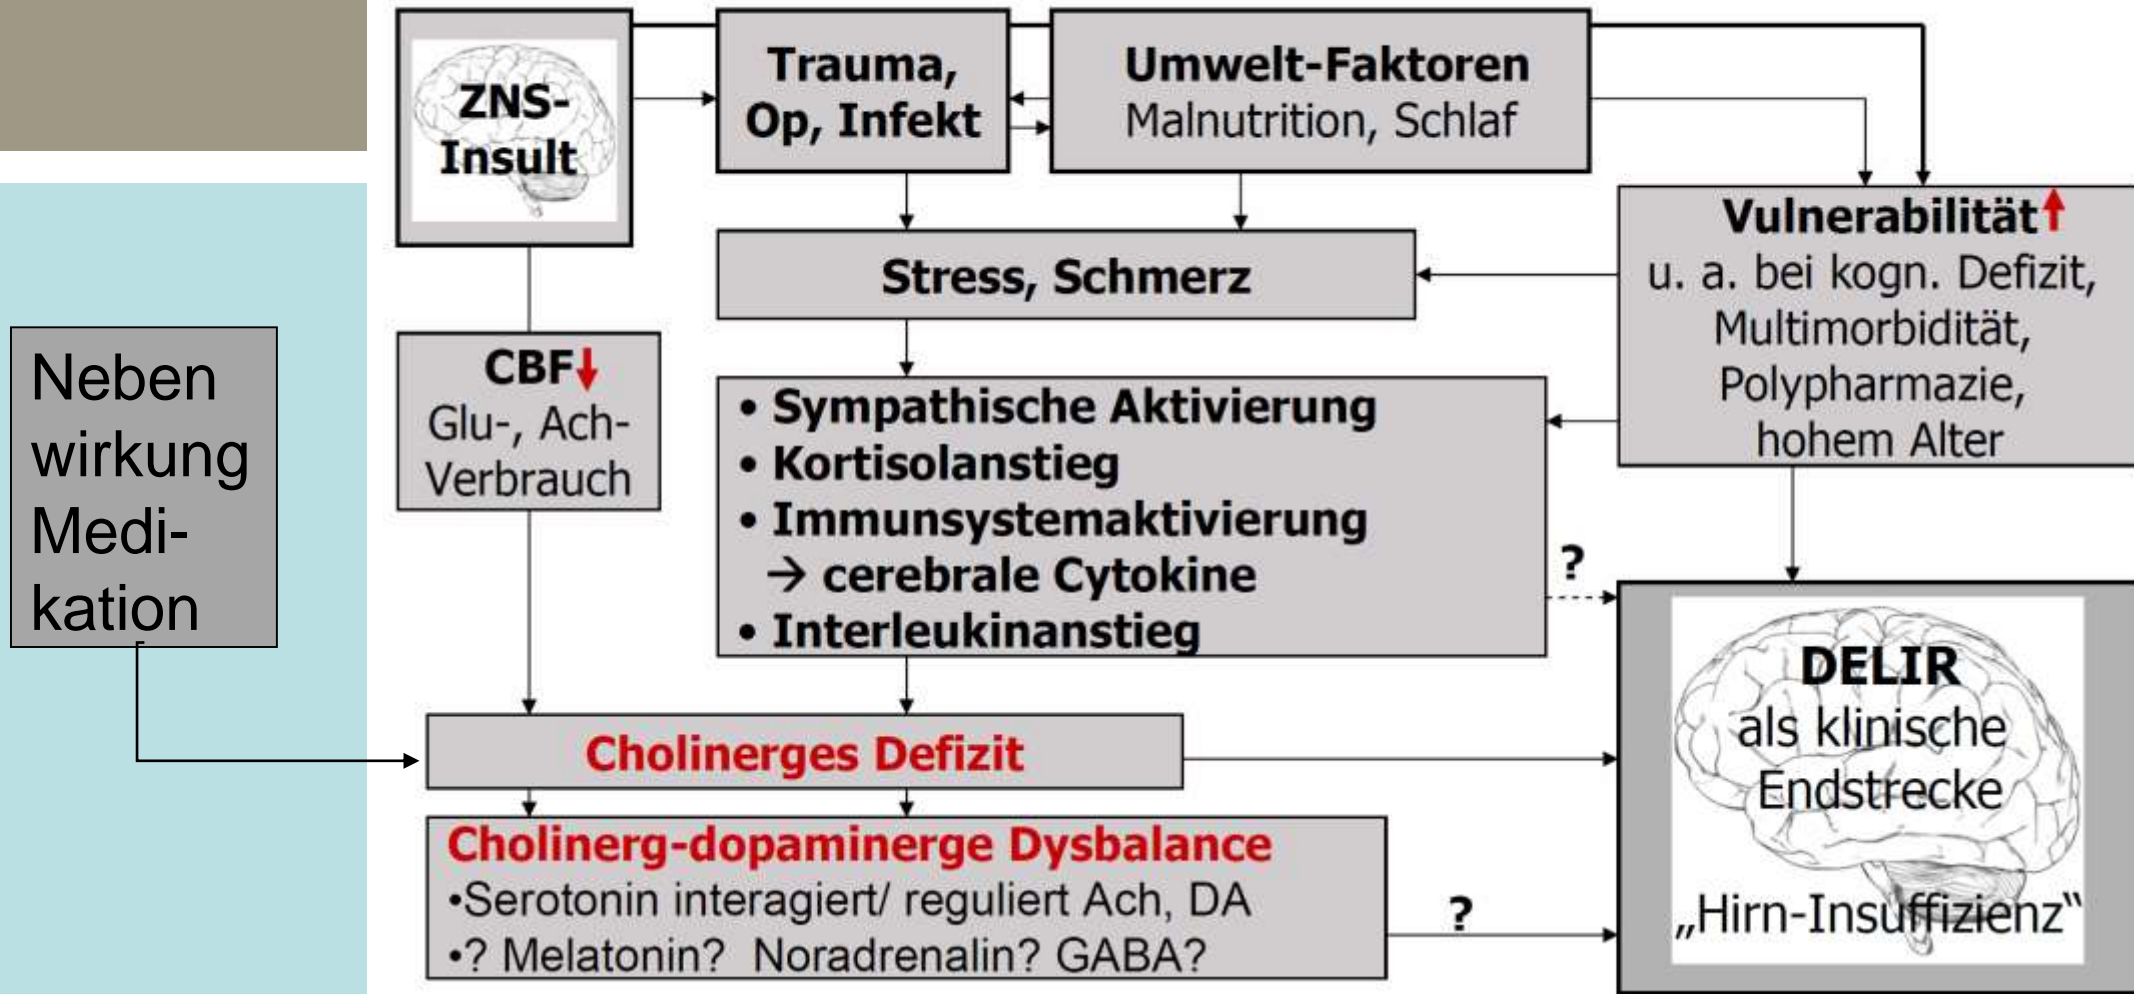 ZNS-
Insult
Trauma,
Op, Infekt
Umwelt-Faktoren
Malnutrition, Schlaf
Vulnerabilität
u. a. bei kogn. Defizit,
Multimorbidität,
Polypharmazie,
hohem Alter
Stress, Schmerz
Neben
wirkung
Medi-
kation
CBF
Glu-, Ach-
Verbrauch
• Sympathische Aktivierung
• Kortisolanstieg
• Immunsystemaktivierung
→ cerebrale Cytokine
• Interleukinanstieg
?
Cholinerges Defizit
Cholinerg-dopaminerge Dysbalance
•Serotonin interagiert/ reguliert Ach, DA
•? Melatonin? Noradrenalin? GABA?
?
DELIR
als klinische
Endstrecke
„Hirn-Insuffizienz“